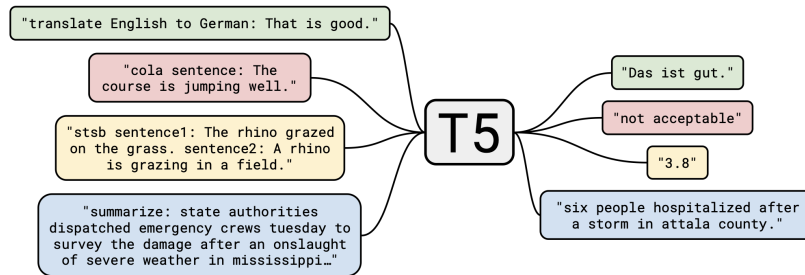 "translate English to German: That is good."
"cola sentence: The
course is jumping well."
"stsb sentence1: The rhino grazed
on the grass. sentence2: A rhino
is grazing in a field."
"summarize: state authorities
dispatched emergency crews tuesday to
survey the damage after an onslaught
of severe weather in mississippi…"
T5
"Das ist gut."
"not acceptable"
"3.8"
"six people hospitalized after
a storm in attala county."